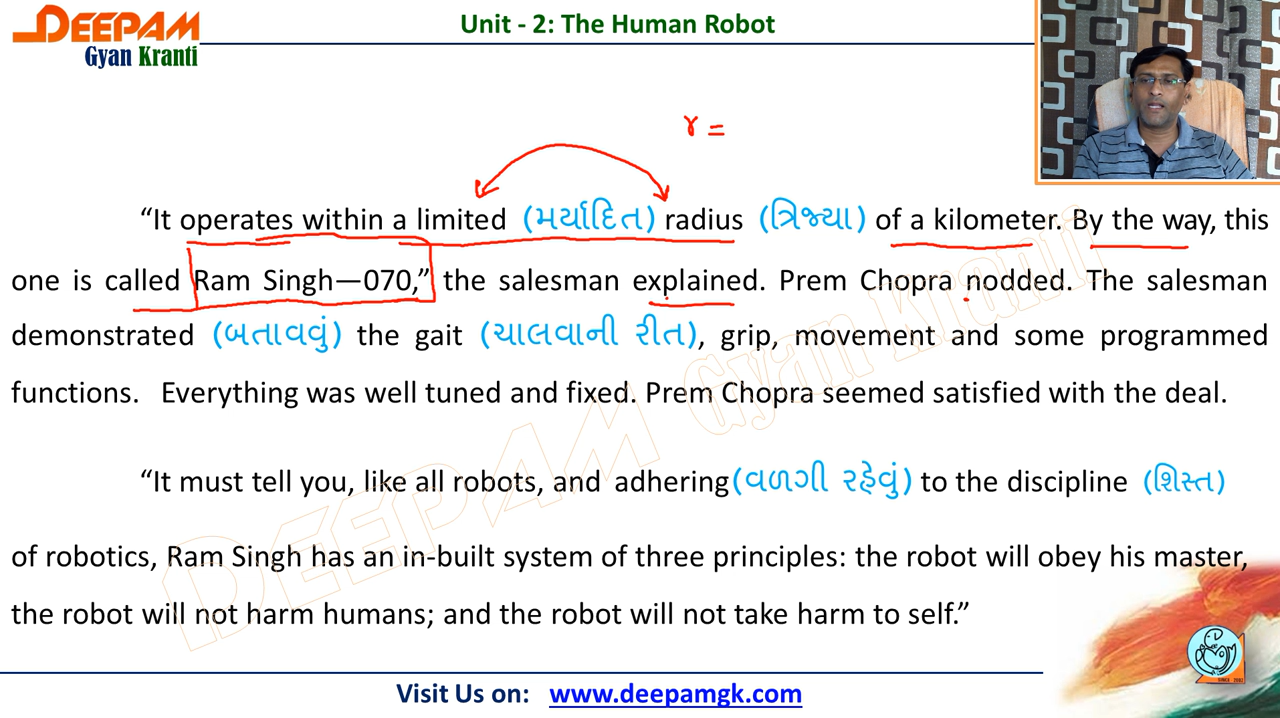 DEEPAM
Gyan Kranti
Unit - 2: The Human Robot
r =
“It operates within a limited (મર્યાદિત) radius (ત્રિજ્યા) of a kilometer. By the way, this
one is called Ram Singh—070,” the salesman explained. Prem Chopra nodded. The salesman
demonstrated (બતાવવું) the gait (ચાલવાની રીત), grip, movement and some programmed
functions. Everything was well tuned and fixed. Prem Chopra seemed satisfied with the deal.
“It must tell you, like all robots, and adhering(વળગી રહેવું) to the discipline (શિસ્ત)
of robotics, Ram Singh has an in-built system of three principles: the robot will obey his master,
the robot will not harm humans; and the robot will not take harm to self.”
DEEPAM Gyan Kranti
SINCE 2001
Visit Us on: www.deepamgk.com